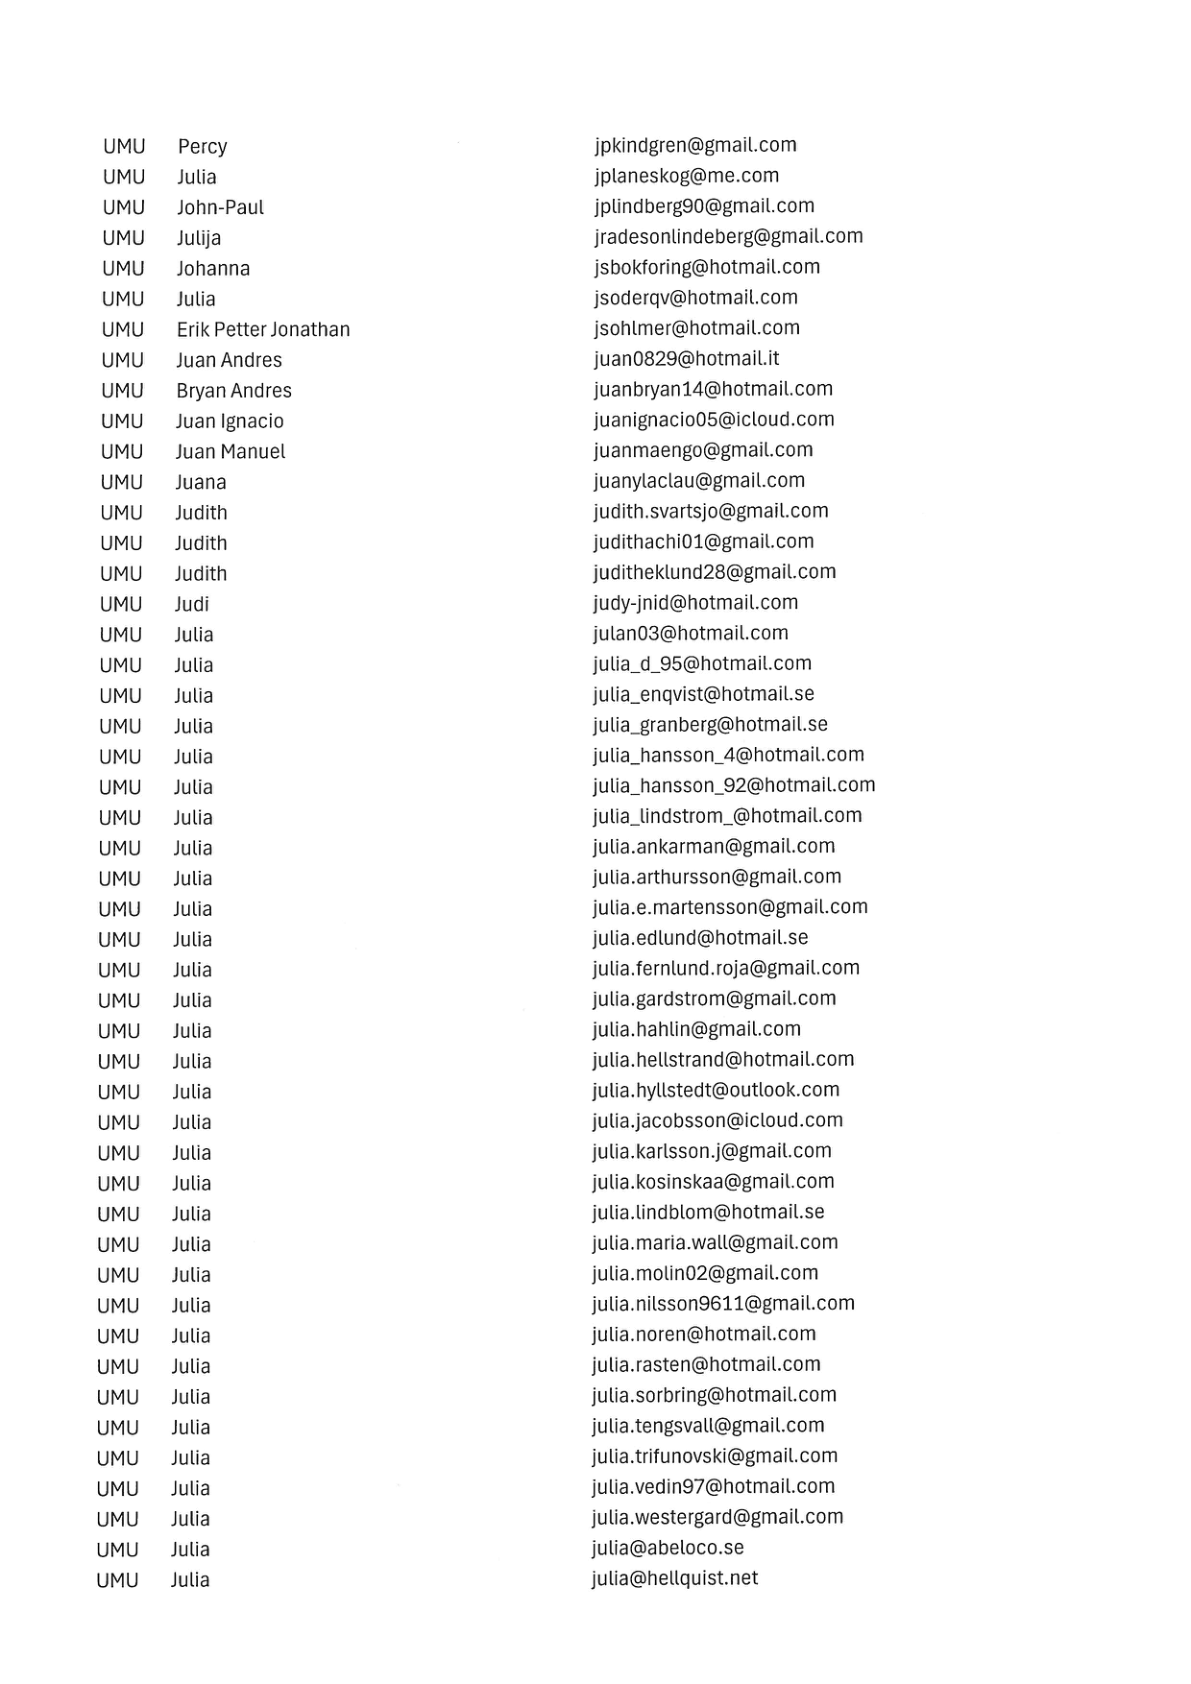 UMU Percy jpkindgren@gmail.com
UMU Julia jplaneskog@me.com
UMU John-Paul jplindberg90@gmail.com
UMU Julija jradesonlindeberg@gmail.com
UMU Johanna jsbokforing@hotmail.com
UMU Julia jsoderqv@hotmail.com
UMU Erik Petter Jonathan jsohlmer@hotmail.com
UMU Juan Andres juan0829@hotmail.it
UMU Bryan Andres juanbryan14@hotmail.com
UMU Juan Ignacio juanignacio05@icloud.com
UMU Juan Manuel juanmaengo@gmail.com
UMU Juana juanylaclau@gmail.com
UMU Judith judith.svartsjo@gmail.com
UMU Judith judithachi01@gmail.com
UMU Judith juditheklund28@gmail.com
UMU Judi judy-jnid@hotmail.com
UMU Julia julan03@hotmail.com
UMU Julia julia_d_95@hotmail.com
UMU Julia julia_enqvist@hotmail.se
UMU Julia julia_granberg@hotmail.se
UMU Julia julia_hansson_4@hotmail.com
UMU Julia julia_hansson_92@hotmail.com
UMU Julia julia_lindstrom_@hotmail.com
UMU Julia julia.ankarman@gmail.com
UMU Julia julia.arthursson@gmail.com
UMU Julia julia.e.martensson@gmail.com
UMU Julia julia.edlund@hotmail.se
UMU Julia julia.fernlund.roja@gmail.com
UMU Julia julia.gardstrom@gmail.com
UMU Julia julia.hahlin@gmail.com
UMU Julia julia.hellstrand@hotmail.com
UMU Julia julia.hyllstedt@outlook.com
UMU Julia julia.jacobsson@icloud.com
UMU Julia julia.karlsson.j@gmail.com
UMU Julia julia.kosinskaa@gmail.com
UMU Julia julia.lindblom@hotmail.se
UMU Julia julia.maria.wall@gmail.com
UMU Julia julia.molin02@gmail.com
UMU Julia julia.nilsson9611@gmail.com
UMU Julia julia.noren@hotmail.com
UMU Julia julia.rasten@hotmail.com
UMU Julia julia.sorbring@hotmail.com
UMU Julia julia.tengsvall@gmail.com
UMU Julia julia.trifunovski@gmail.com
UMU Julia julia.vedin97@hotmail.com
UMU Julia julia.westergard@gmail.com
UMU Julia julia@abeloco.se
UMU Julia julia@hellquist.net